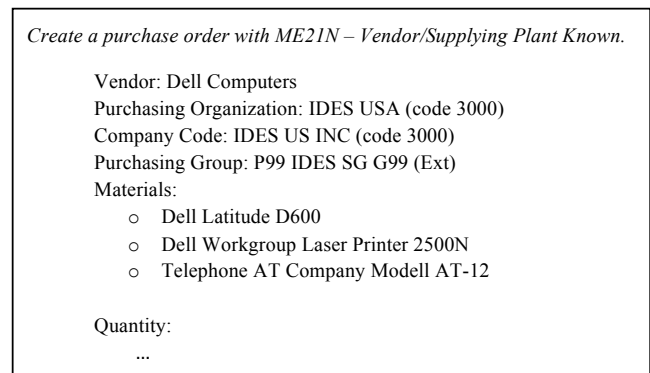 Create a purchase order with ME21N – Vendor/Supplying Plant Known.
Vendor: Dell Computers
Purchasing Organization: IDES USA (code 3000)
Company Code: IDES US INC (code 3000)
Purchasing Group: P99 IDES SG G99 (Ext)
Materials:
o Dell Latitude D600
o Dell Workgroup Laser Printer 2500N
o Telephone AT Company Modell AT-12
Quantity:
...